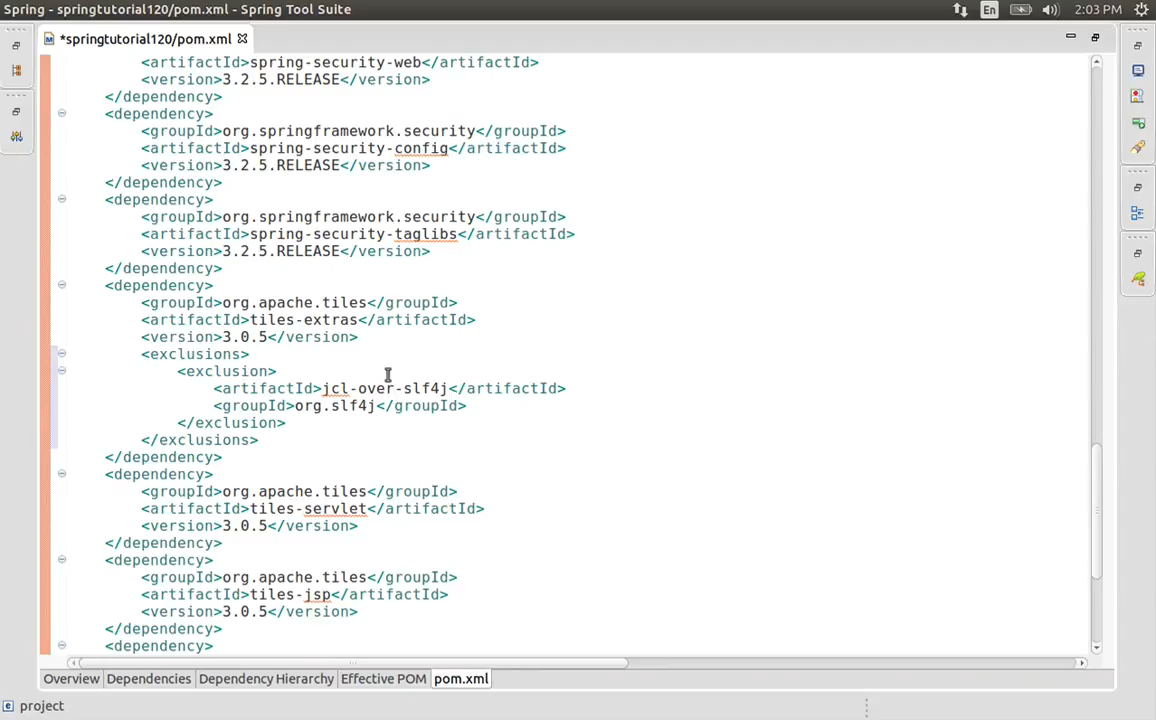 Spring - springtutorial120/pom.xml - Spring Tool Suite
En
2:03 PM
*springtutorial120/pom.xml
<artifactId>spring-security-web</artifactId>
<version>3.2.5.RELEASE</version>
</dependency>
<dependency>
<groupId>org.springframework.security</groupId>
<artifactId>spring-security-config</artifactId>
<version>3.2.5.RELEASE</version>
</dependency>
<dependency>
<groupId>org.springframework.security</groupId>
<artifactId>spring-security-taglibs</artifactId>
<version>3.2.5.RELEASE</version>
</dependency>
<dependency>
<groupId>org.apache.tiles</groupId>
<artifactId>tiles-extras</artifactId>
<version>3.0.5</version>
<exclusions>
<exclusion>
<artifactId>jcl-over-slf4j</artifactId>
<groupId>org.slf4j</groupId>
</exclusion>
</exclusions>
</dependency>
<dependency>
<groupId>org.apache.tiles</groupId>
<artifactId>tiles-servlet</artifactId>
<version>3.0.5</version>
</dependency>
<dependency>
<groupId>org.apache.tiles</groupId>
<artifactId>tiles-jsp</artifactId>
<version>3.0.5</version>
</dependency>
<dependency>
Overview Dependencies Dependency Hierarchy Effective POM pom.xml
project